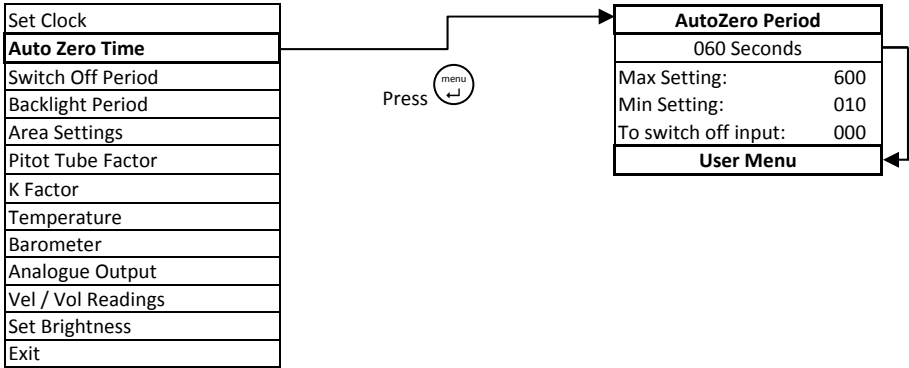 Set Clock
Auto Zero Time
Switch Off Period
Backlight Period
Area Settings
Pitot Tube Factor
K Factor
Temperature
Barometer
Analogue Output
Vel / Vol Readings
Set Brightness
Exit
Press
menu
AutoZero Period
060 Seconds
Max Setting: 600
Min Setting: 010
To switch off input: 000
User Menu